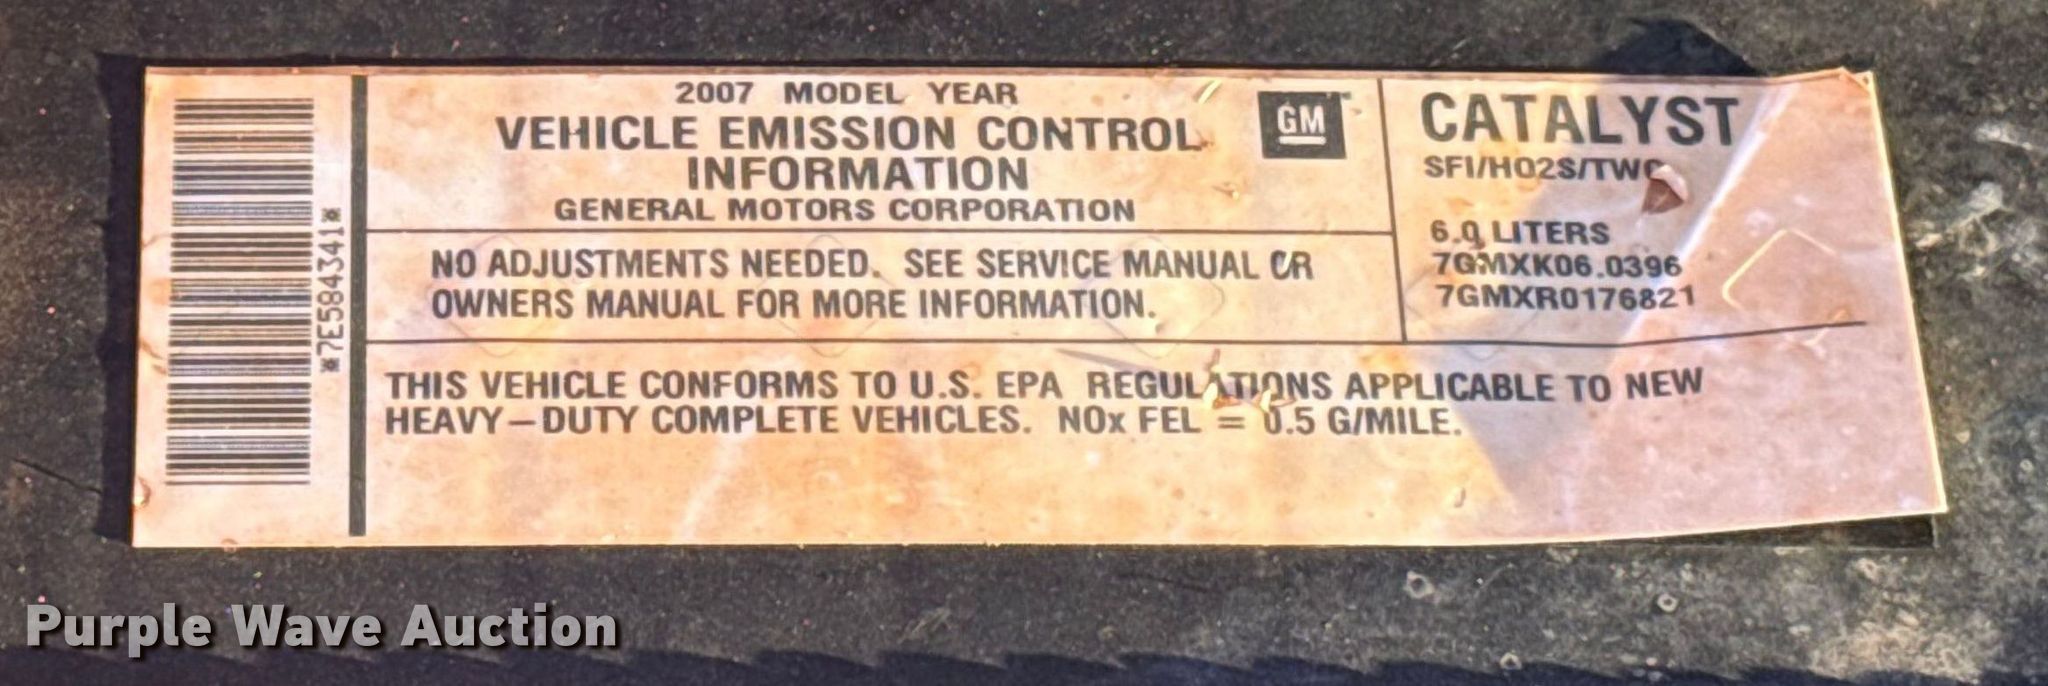 *7E5843341*
2007 MODEL YEAR
VEHICLE EMISSION CONTROL
INFORMATION
GENERAL MOTORS CORPORATION
GM
NO ADJUSTMENTS NEEDED. SEE SERVICE MANUAL OR
OWNERS MANUAL FOR MORE INFORMATION.
CATALYST
SFI/HO2S/TWC
6.0 LITERS
7GMXK06.0396
7GMXR0176821
THIS VEHICLE CONFORMS TO U.S. EPA REGULATIONS APPLICABLE TO NEW
HEAVY-DUTY COMPLETE VEHICLES. NOx FEL = 0.5 G/MILE.
Purple Wave Auction